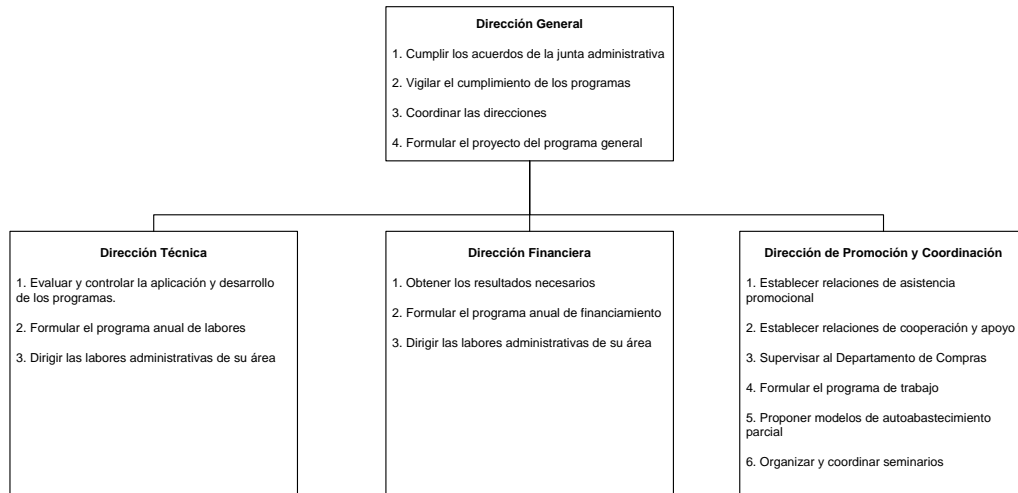 Dirección General
1. Cumplir los acuerdos de la junta administrativa
2. Vigilar el cumplimiento de los programas
3. Coordinar las direcciones
4. Formular el proyecto del programa general
Dirección Técnica
1. Evaluar y controlar la aplicación y desarrollo
de los programas.
2. Formular el programa anual de labores
3. Dirigir las labores administrativas de su área
Dirección Financiera
1. Obtener los resultados necesarios
2. Formular el programa anual de financiamiento
3. Dirigir las labores administrativas de su área
Dirección de Promoción y Coordinación
1. Establecer relaciones de asistencia
promocional
2. Establecer relaciones de cooperación y apoyo
3. Supervisar al Departamento de Compras
4. Formular el programa de trabajo
5. Proponer modelos de autoabastecimiento
parcial
6. Organizar y coordinar seminarios